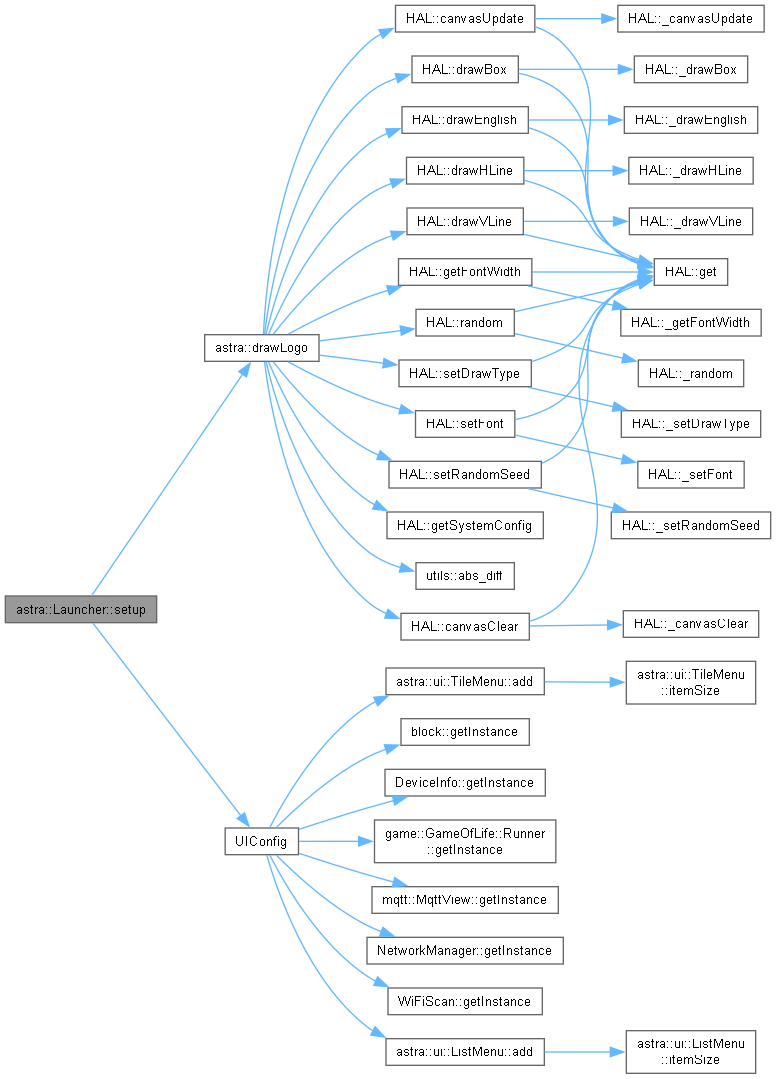 HAL::canvasUpdate
HAL::_canvasUpdate
HAL::drawBox
HAL::_drawBox
HAL::drawEnglish
HAL::_drawEnglish
HAL::drawHLine
HAL::_drawHLine
HAL::drawVLine
HAL::_drawVLine
HAL::getFontWidth
HAL::get
HAL::random
HAL::_getFontWidth
astra::drawLogo
HAL::setDrawType
HAL::_random
HAL::setFont
HAL::_setDrawType
HAL::setRandomSeed
HAL::_setFont
HAL::getSystemConfig
HAL::_setRandomSeed
utils::abs_diff
astra::Launcher::setup
HAL::canvasClear
HAL::_canvasClear
astra::ui::TileMenu::add
astra::ui::TileMenu
::itemSize
block::getInstance
DeviceInfo::getInstance
UIConfig
game::GameOfLife::Runner
::getInstance
mqtt::MqttView::getInstance
NetworkManager::getInstance
WiFiScan::getInstance
astra::ui::ListMenu::add
astra::ui::ListMenu
::itemSize